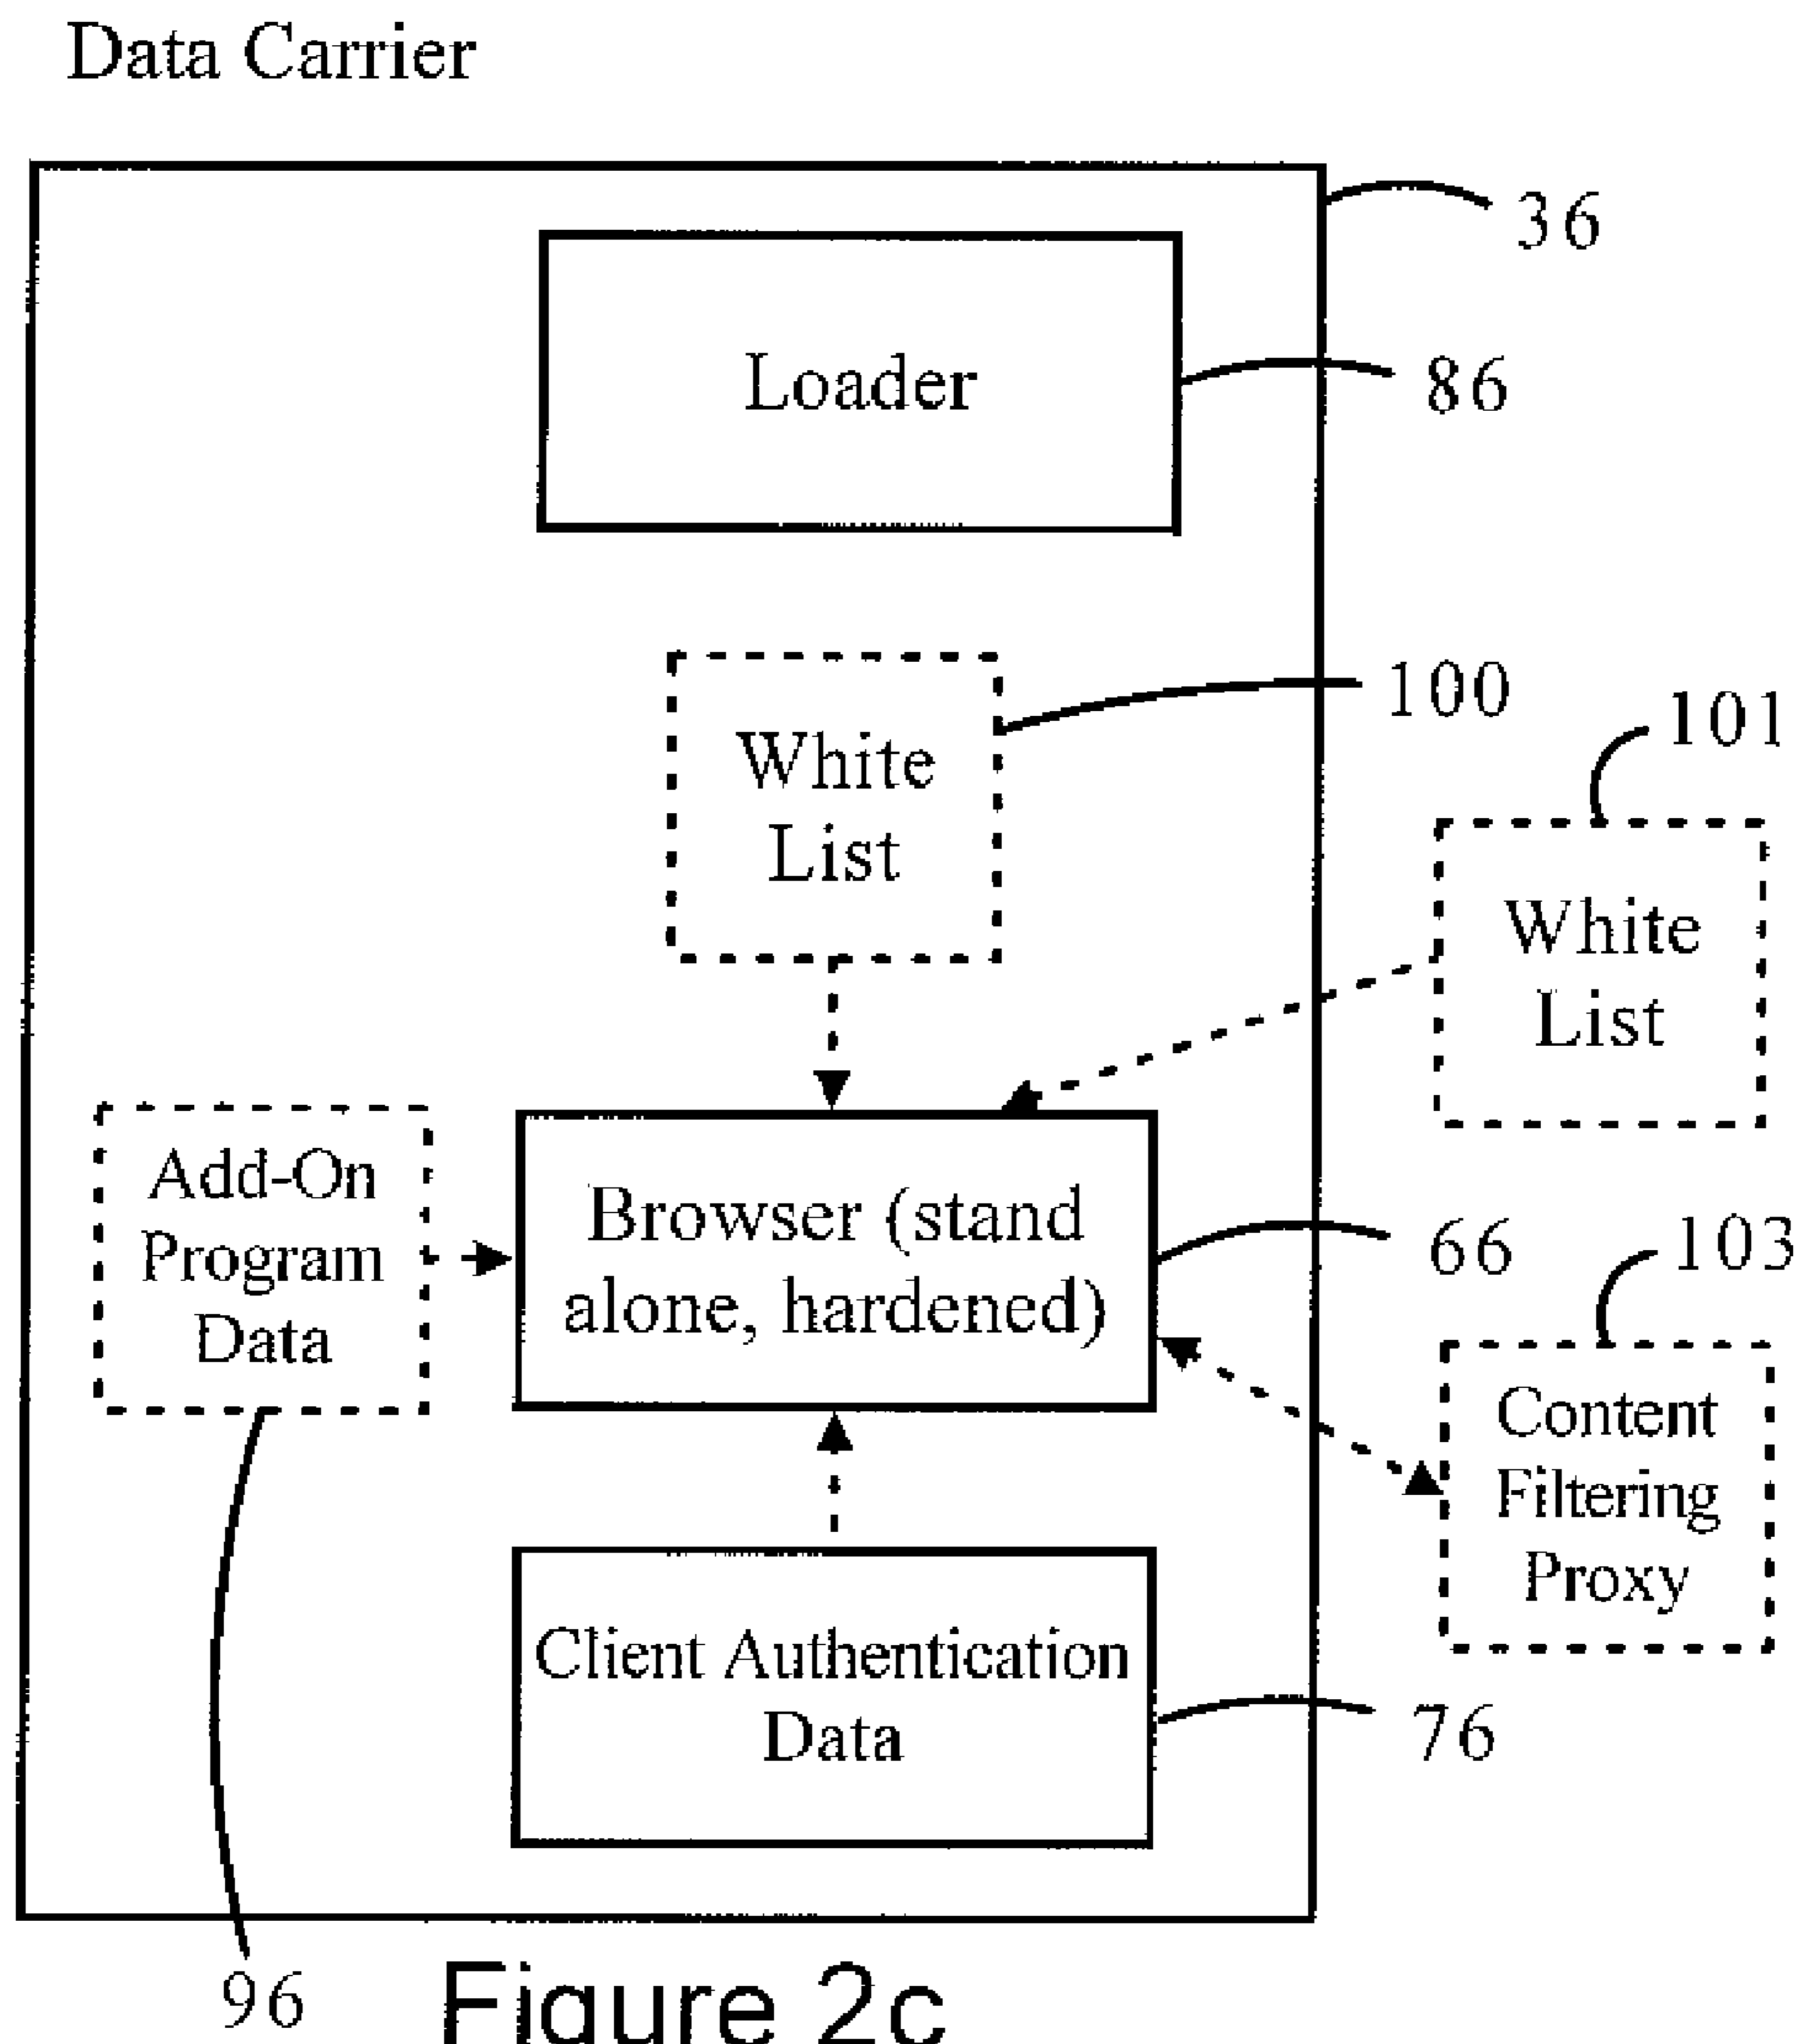 Data Carrier
36
Loader
86
100
101
White
List
White
List
Add-On
Program
Data
Browser (stand
alone, hardened)
66
103
Content
Filtering
Proxy
Client Authentication
Data
76
96
Figure 2c